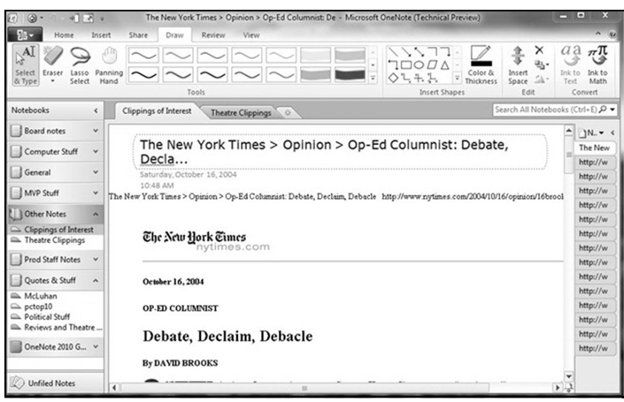 The New York Times > Opinion > Op-Ed Columnist: De - Microsoft OneNote (Technical Preview)
Home Insert Share Draw Review View
Select & Type
Eraser
Lasso Select
Panning Hand
Tools
Color & Thickness
Insert Shapes
Insert Space
Edit
Ink to Text
Ink to Math
Convert
Notebooks
Board notes
Computer Stuff
General
MVP Stuff
Other Notes
Clippings of Interest
Theatre Clippings
Prod Staff Notes
Quotes & Stuff
McLuhan
pctop10
Political Stuff
Reviews and Theatre ...
OneNote 2010 G...
Unfiled Notes
Clippings of Interest Theatre Clippings
Search All Notebooks (Ctrl+E)
The New York Times > Opinion > Op-Ed Columnist: Debate,
Decla...
Saturday, October 16, 2004
10:48 AM
The New York Times > Opinion > Op-Ed Columnist: Debate, Declaim, Debacle http://www.nytimes.com/2004/10/16/opinion/16brool
The New York Times
nytimes.com
October 16, 2004
OP-ED COLUMNIST
Debate, Declaim, Debacle
By DAVID BROOKS
N..
The New
http://w
http://w
http://w
http://w
http://w
http://w
http://w
http://w
http://w
http://w
http://w
http://w
http://w
http://w